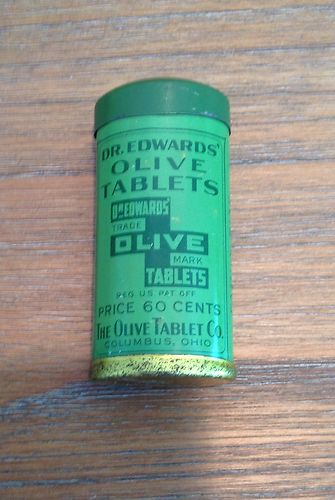 DR. EDWARDS'
OLIVE
TABLETS
DR EDWARDS'
TRADE
OLIVE
MARK
TABLETS
REG. U.S. PAT. OFF
PRICE 60 CENTS
THE OLIVE TABLET CO.
COLUMBUS, OHIO